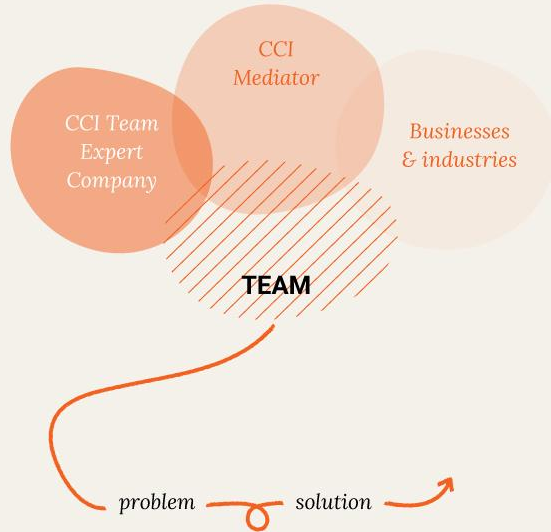 CCI
Mediator
CCI Team
Expert
Company
Businesses
& industries
TEAM
problem
solution